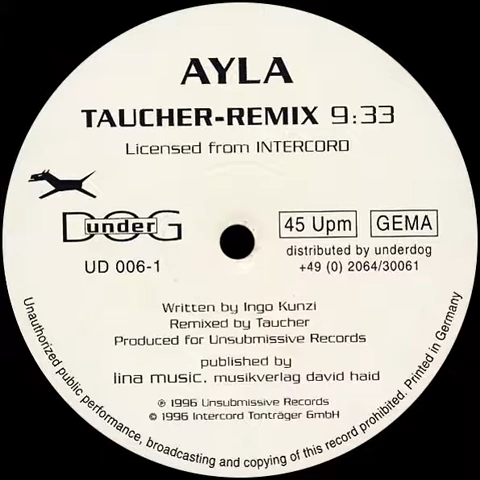 AYLA
TAUCHER-REMIX 9:33
Licensed from INTERCORD
under DOG
45 Upm GEMA
UD 006-1
distributed by underdog
+49 (0) 2064/30061
Written by Ingo Kunzi
Remixed by Taucher
Produced for Unsubmissive Records
published by
lina music. musikverlag david haid
℗ 1996 Unsubmissive Records
© 1996 Intercord Tonträger GmbH
Unauthorized public performance, broadcasting and copying of this record prohibited. Printed in Germany